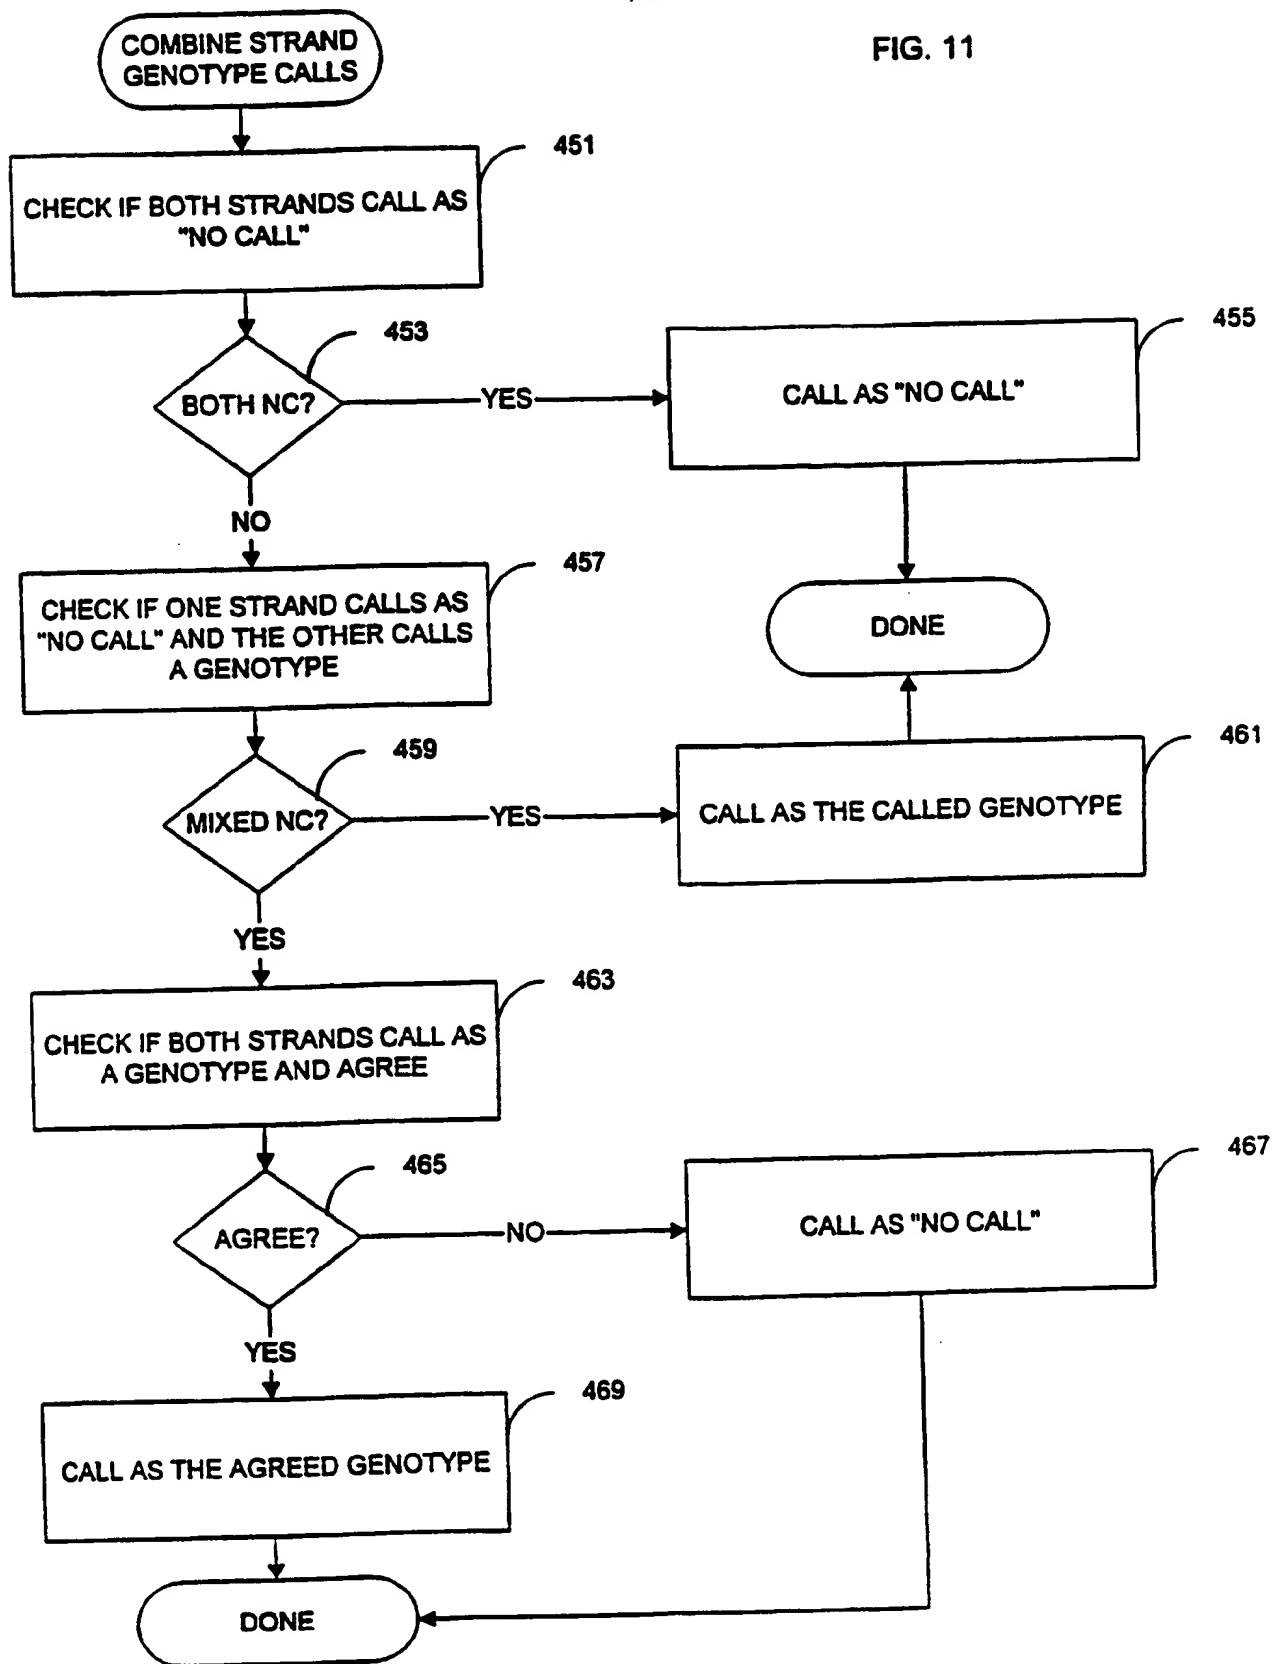 FIG. 11
COMBINE STRAND
GENOTYPE CALLS
451
CHECK IF BOTH STRANDS CALL AS
"NO CALL"
453
BOTH NC?
YES
455
CALL AS "NO CALL"
NO
457
CHECK IF ONE STRAND CALLS AS
"NO CALL" AND THE OTHER CALLS
A GENOTYPE
DONE
459
MIXED NC?
YES
461
CALL AS THE CALLED GENOTYPE
YES
463
CHECK IF BOTH STRANDS CALL AS
A GENOTYPE AND AGREE
465
AGREE?
NO
467
CALL AS "NO CALL"
YES
469
CALL AS THE AGREED GENOTYPE
DONE